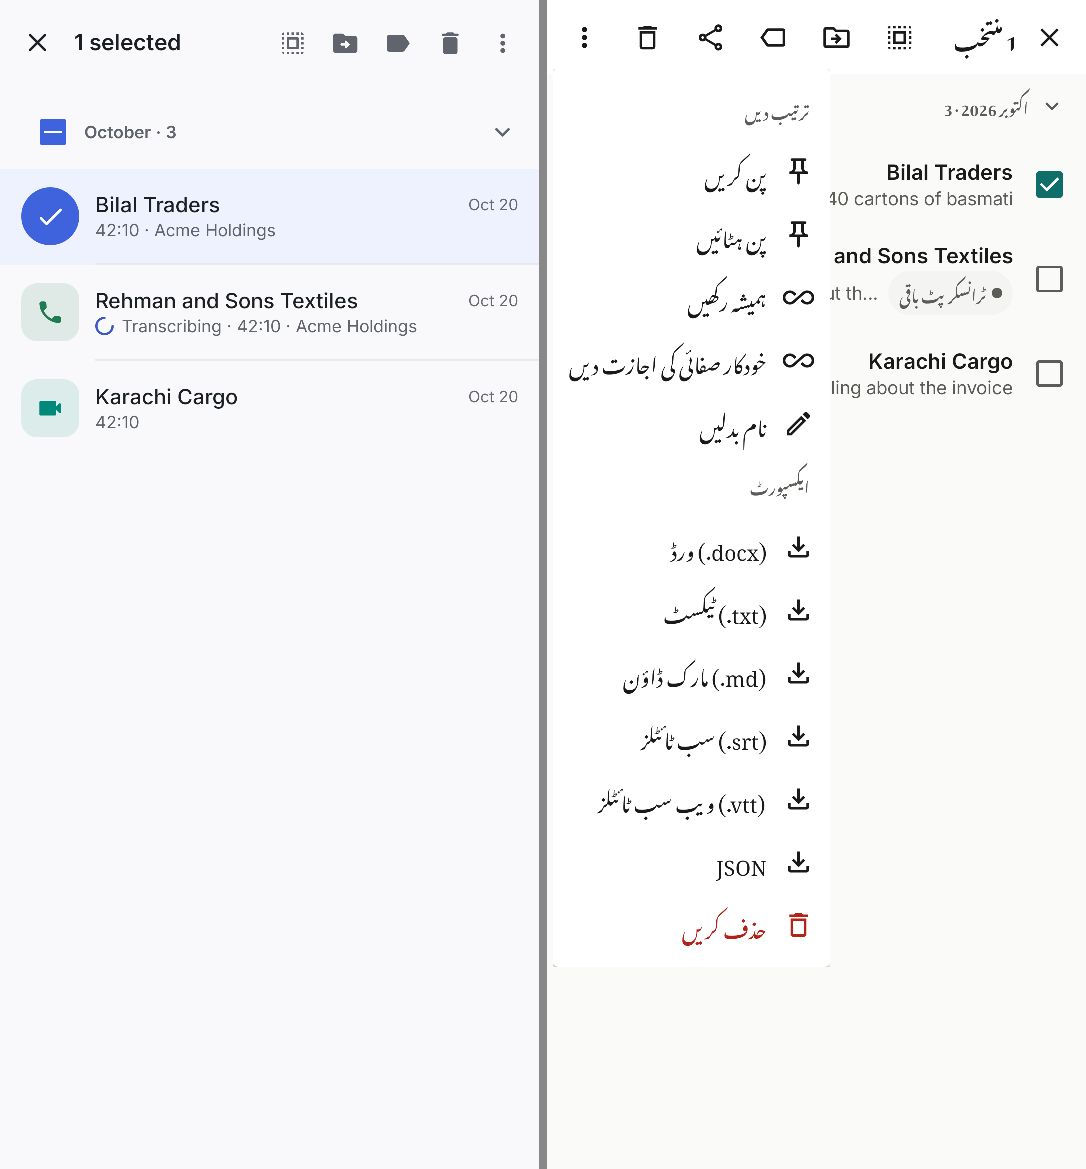 1 selected
October · 3
Bilal Traders
Oct 20
42:10 · Acme Holdings
Rehman and Sons Textiles
Oct 20
Transcribing · 42:10 · Acme Holdings
Karachi Cargo
Oct 20
42:10
1 منتخب
اکتوبر 2026 · 3
Bilal Traders
40 cartons of basmati
and Sons Textiles
ٹرانسکرپٹ باقی
ut th...
Karachi Cargo
ling about the invoice
ترتیب دیں
پن کریں
پن ہٹائیں
ہمیشہ رکھیں
خودکار صفائی کی اجازت دیں
نام بدلیں
ایکسپورٹ
ورڈ (.docx)
ٹیکسٹ (.txt)
مارک ڈاؤن (.md)
سب ٹائٹلز (.srt)
ویب سب ٹائٹلز (.vtt)
JSON
حذف کریں